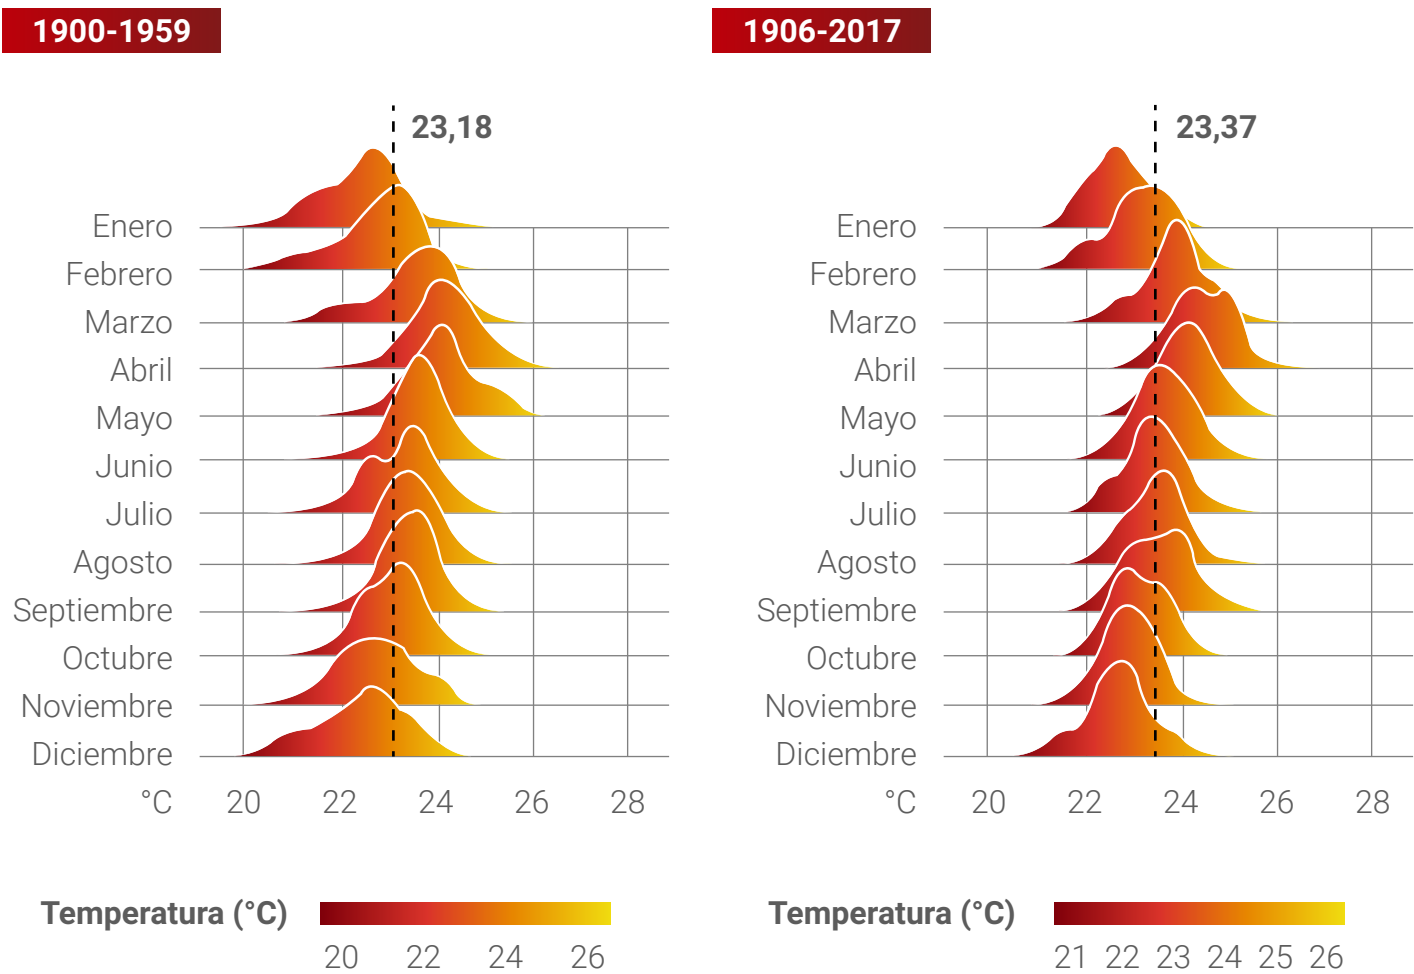 1900-1959
23,18
Enero
Febrero
Marzo
Abril
Mayo
Junio
Julio
Agosto
Septiembre
Octubre
Noviembre
Diciembre
°C 20 22 24 26 28
Temperatura (°C)
20 22 24 26
1906-2017
23,37
Enero
Febrero
Marzo
Abril
Mayo
Junio
Julio
Agosto
Septiembre
Octubre
Noviembre
Diciembre
°C 20 22 24 26 28
Temperatura (°C)
21 22 23 24 25 26